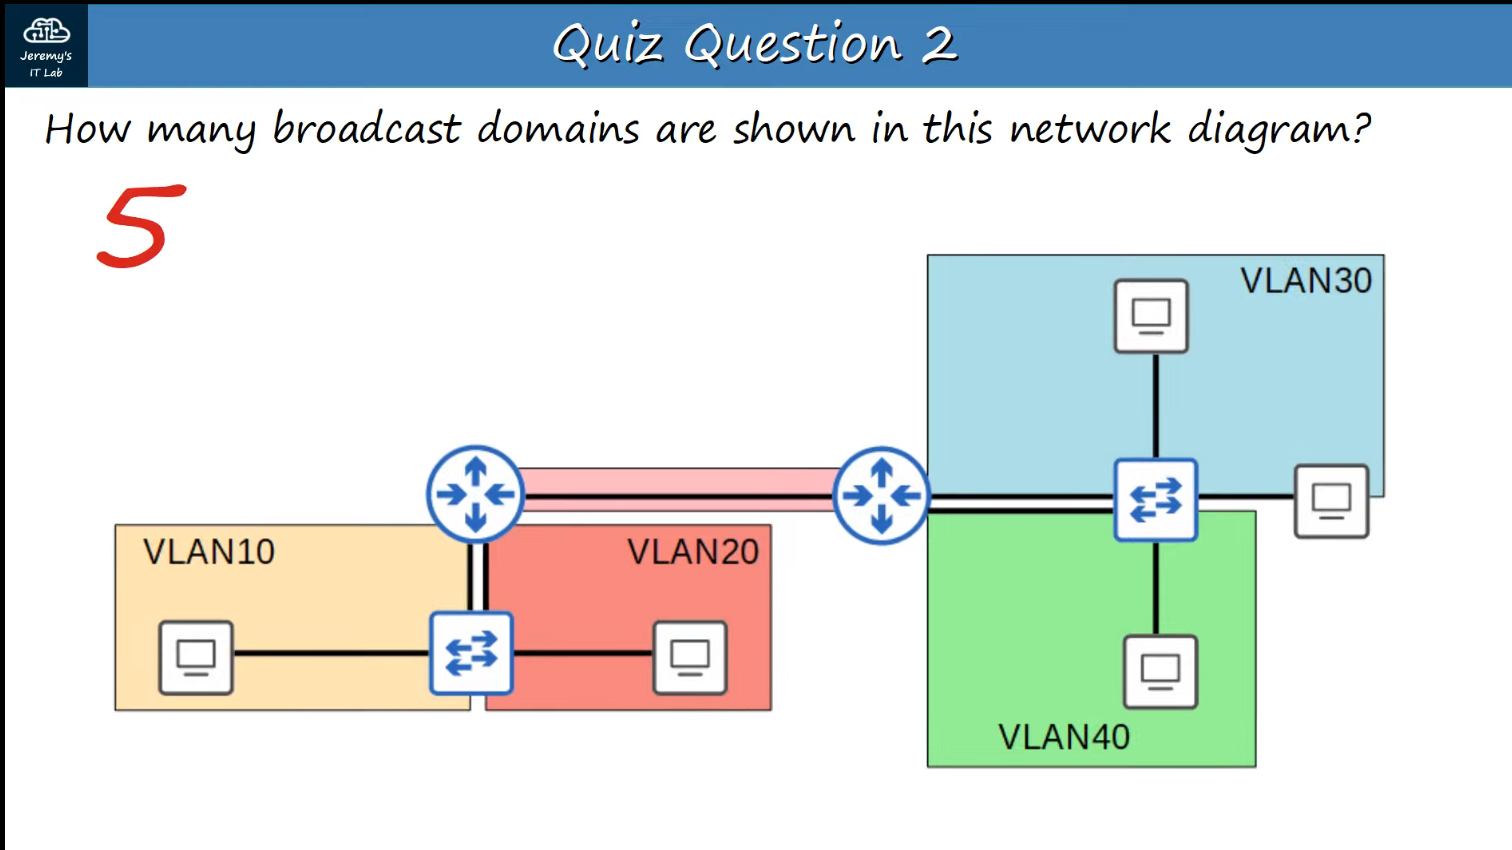 Jeremy's
IT Lab
Quiz Question 2
How many broadcast domains are shown in this network diagram?
5
VLAN30
VLAN10
VLAN20
VLAN40